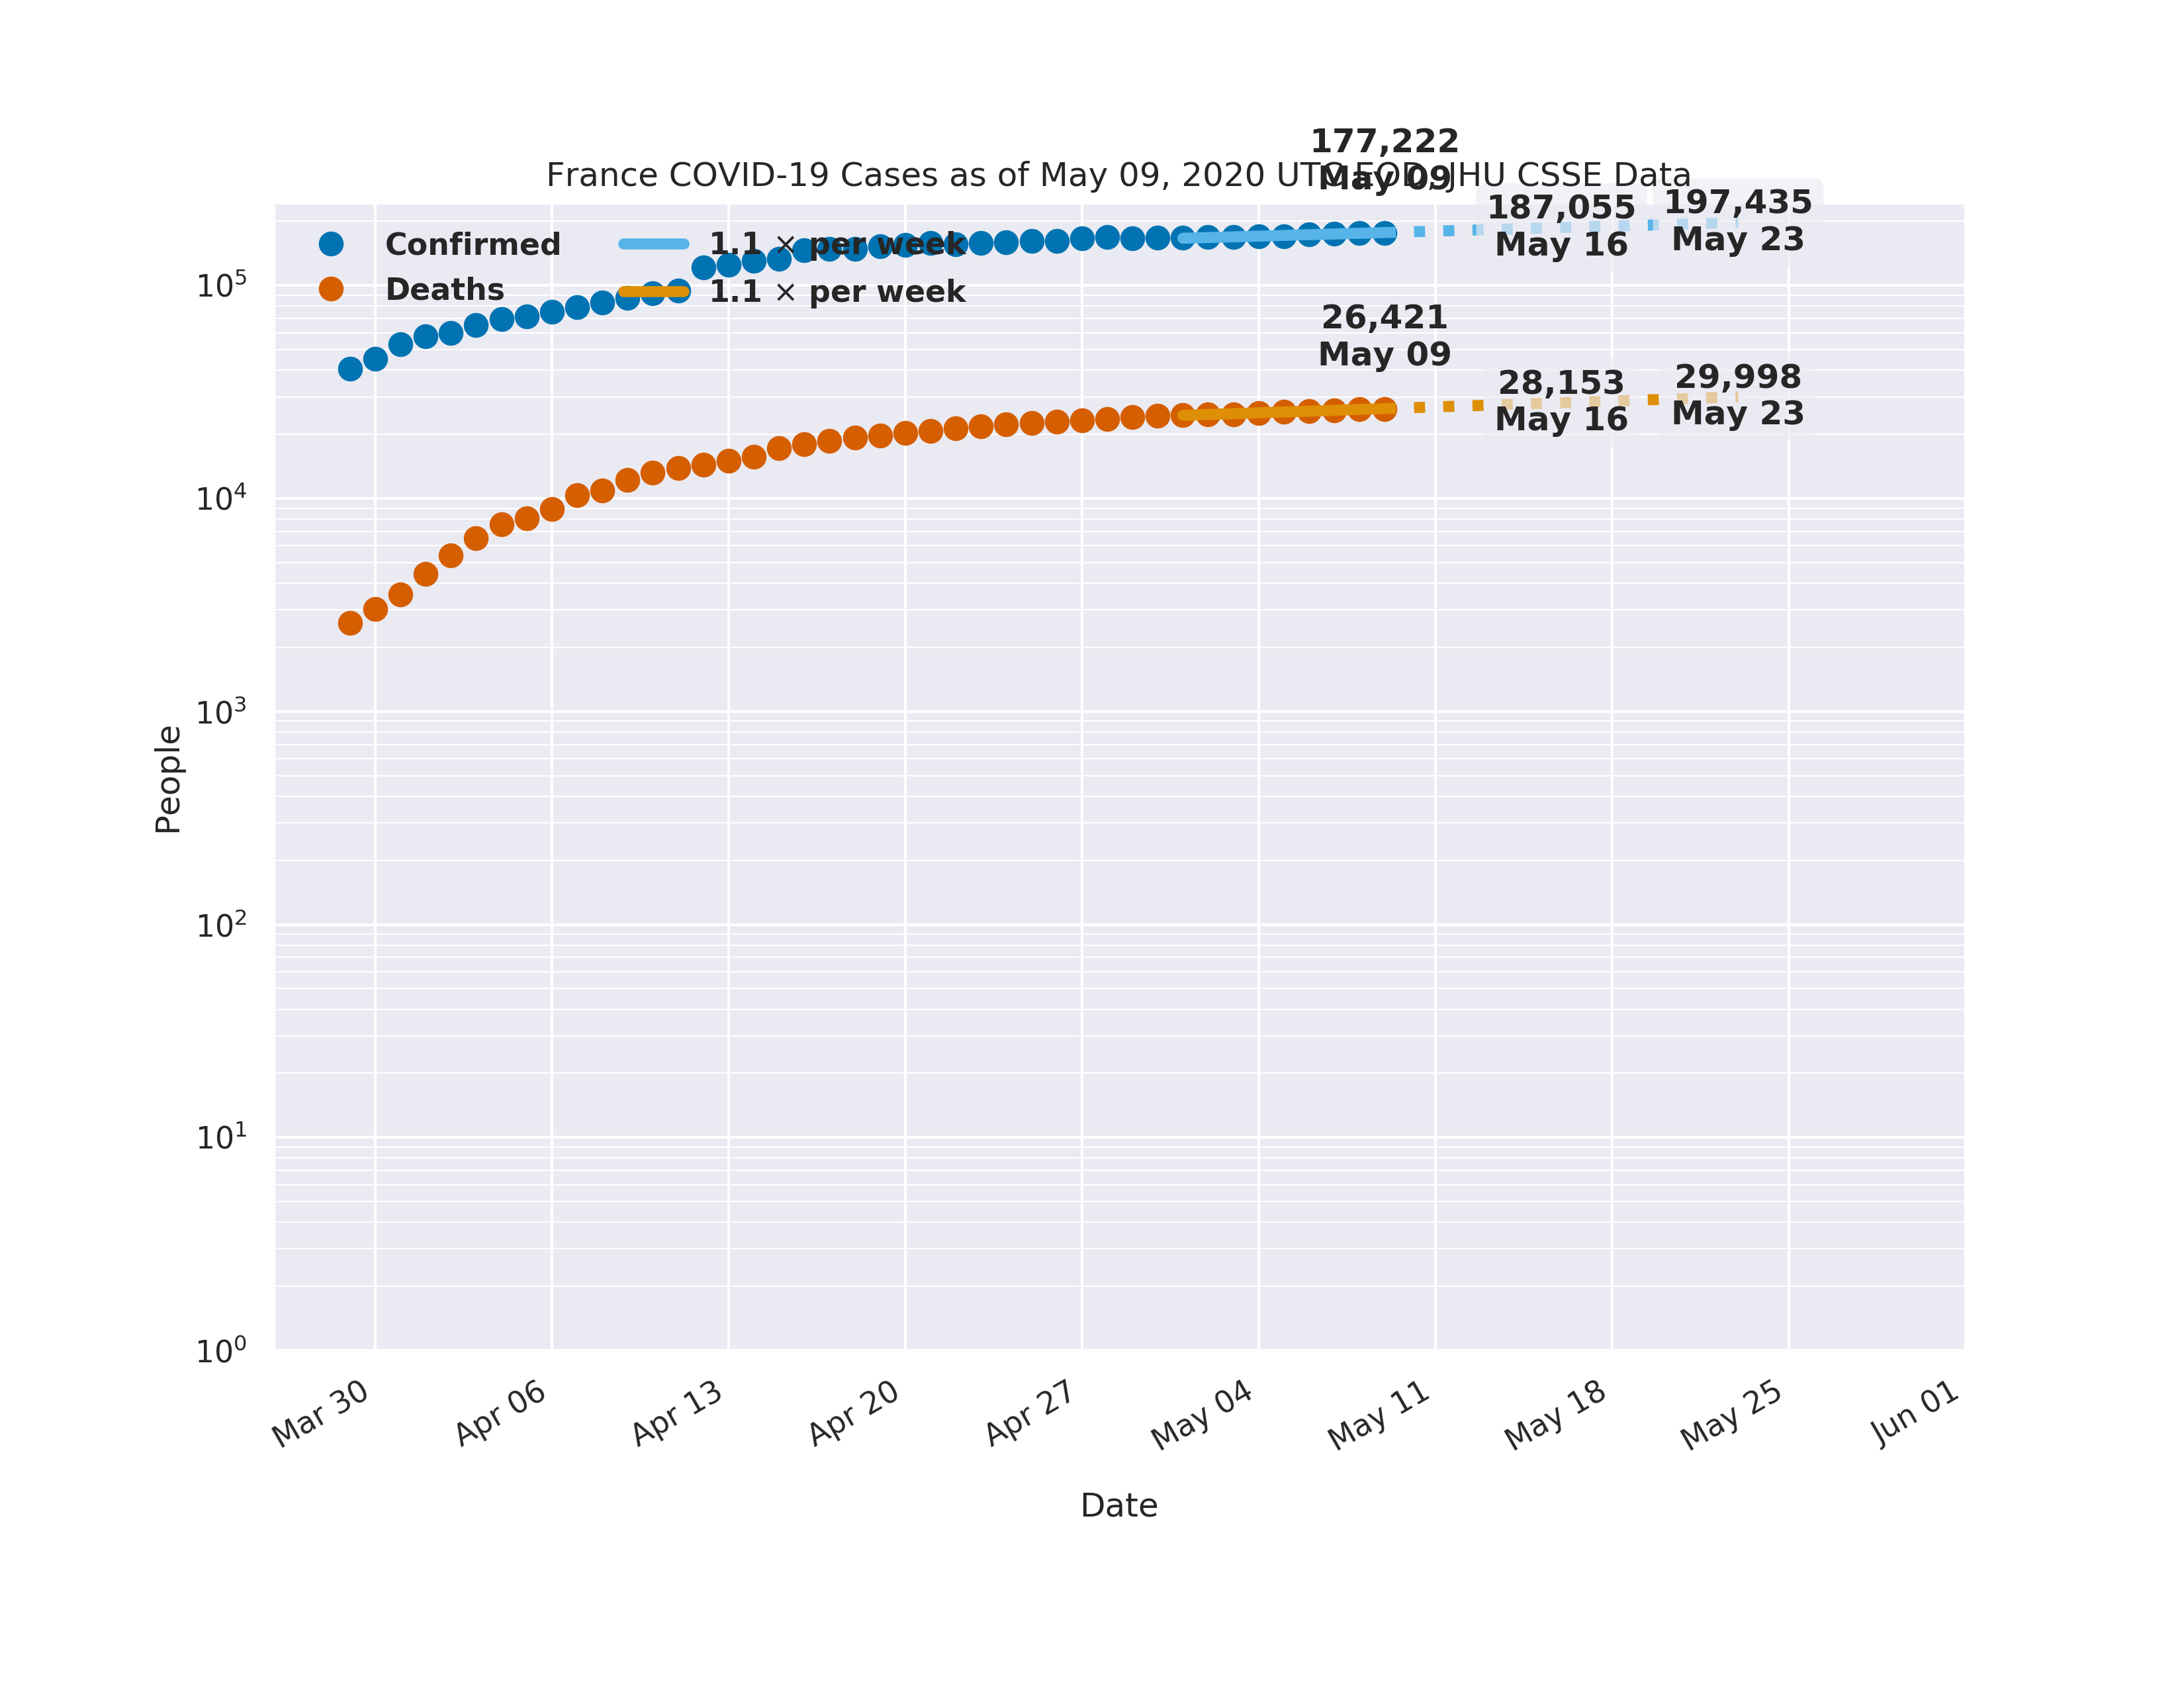 177,222
May 09
France COVID-19 Cases as of May 09, 2020 UTC EOD, JHU CSSE Data
187,055
May 16
197,435
May 23
Confirmed
Deaths
1.1 × per week
1.1 × per week
26,421
May 09
28,153
May 16
29,998
May 23
People
10⁵
10⁴
10³
10²
10¹
10⁰
Mar 30
Apr 06
Apr 13
Apr 20
Apr 27
May 04
May 11
May 18
May 25
Jun 01
Date